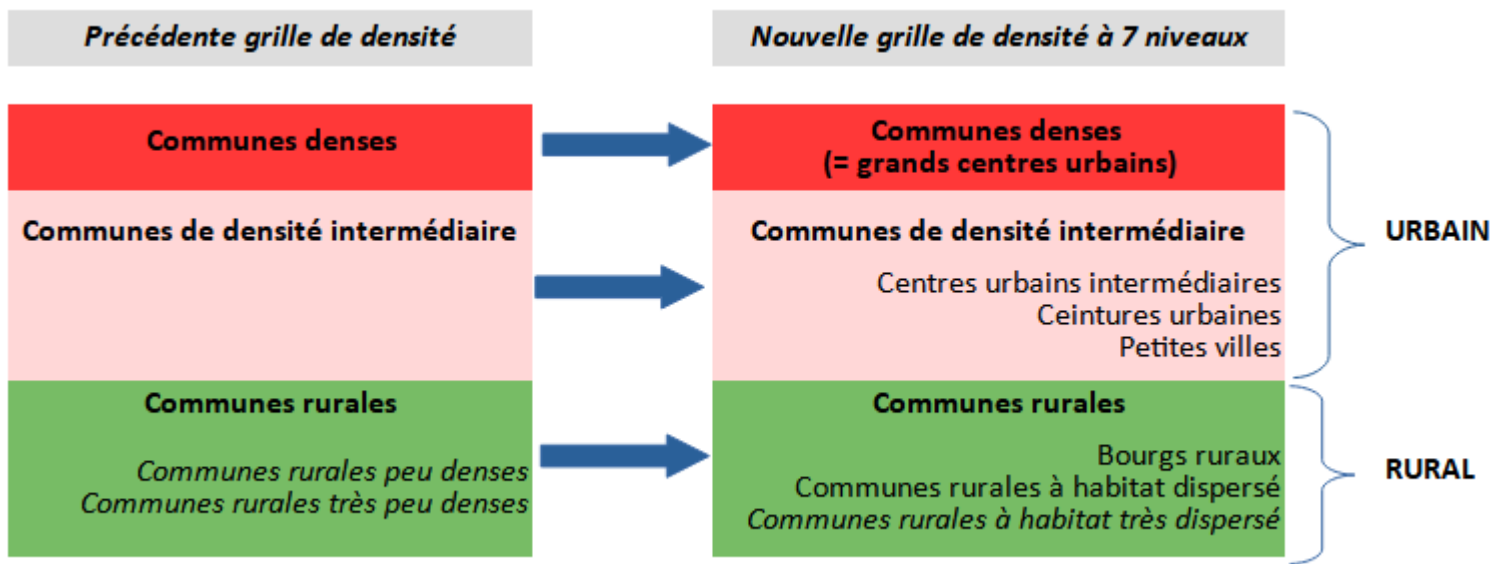 Précédente grille de densité
Nouvelle grille de densité à 7 niveaux
Communes denses
Communes denses
(= grands centres urbains)
Communes de densité intermédiaire
Communes de densité intermédiaire
Centres urbains intermédiaires
Ceintures urbaines
Petites villes
URBAIN
Communes rurales
Communes rurales peu denses
Communes rurales très peu denses
Communes rurales
Bourgs ruraux
Communes rurales à habitat dispersé
Communes rurales à habitat très dispersé
RURAL